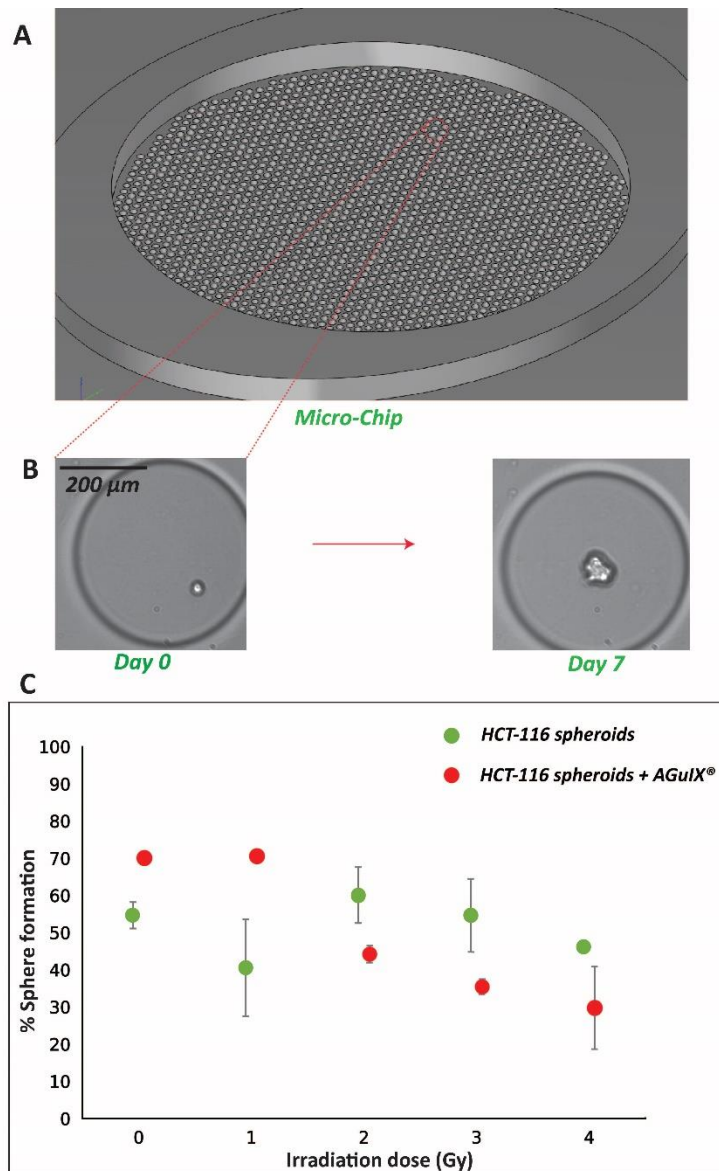 A
Micro-Chip
B
200 µm
Day 0
Day 7
C
HCT-116 spheroids
HCT-116 spheroids + AGuIX®
% Sphere formation
100
90
80
70
60
50
40
30
20
10
0
0 1 2 3 4
Irradiation dose (Gy)